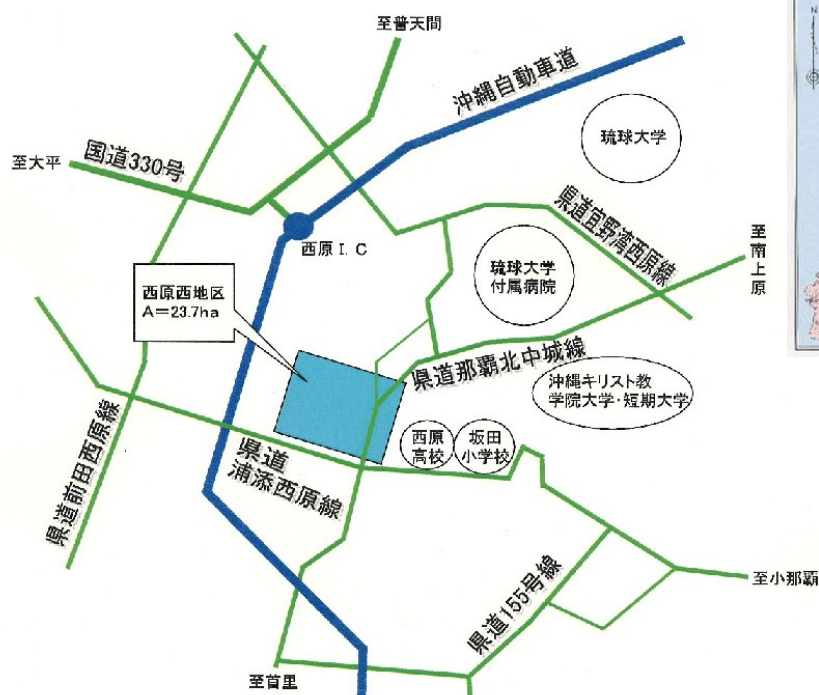 至普天間
沖縄自動車道
琉球大学
国道330号
至大平
西原 I. C
県道宜野湾西原線
至南上原
琉球大学
付属病院
西原西地区
A=23.7ha
県道那覇北中城線
沖縄キリスト教
学院大学・短期大学
西原
高校
坂田
小学校
県道
浦添西原線
県道前田西原線
県道155号線
至小那覇
至首里
N